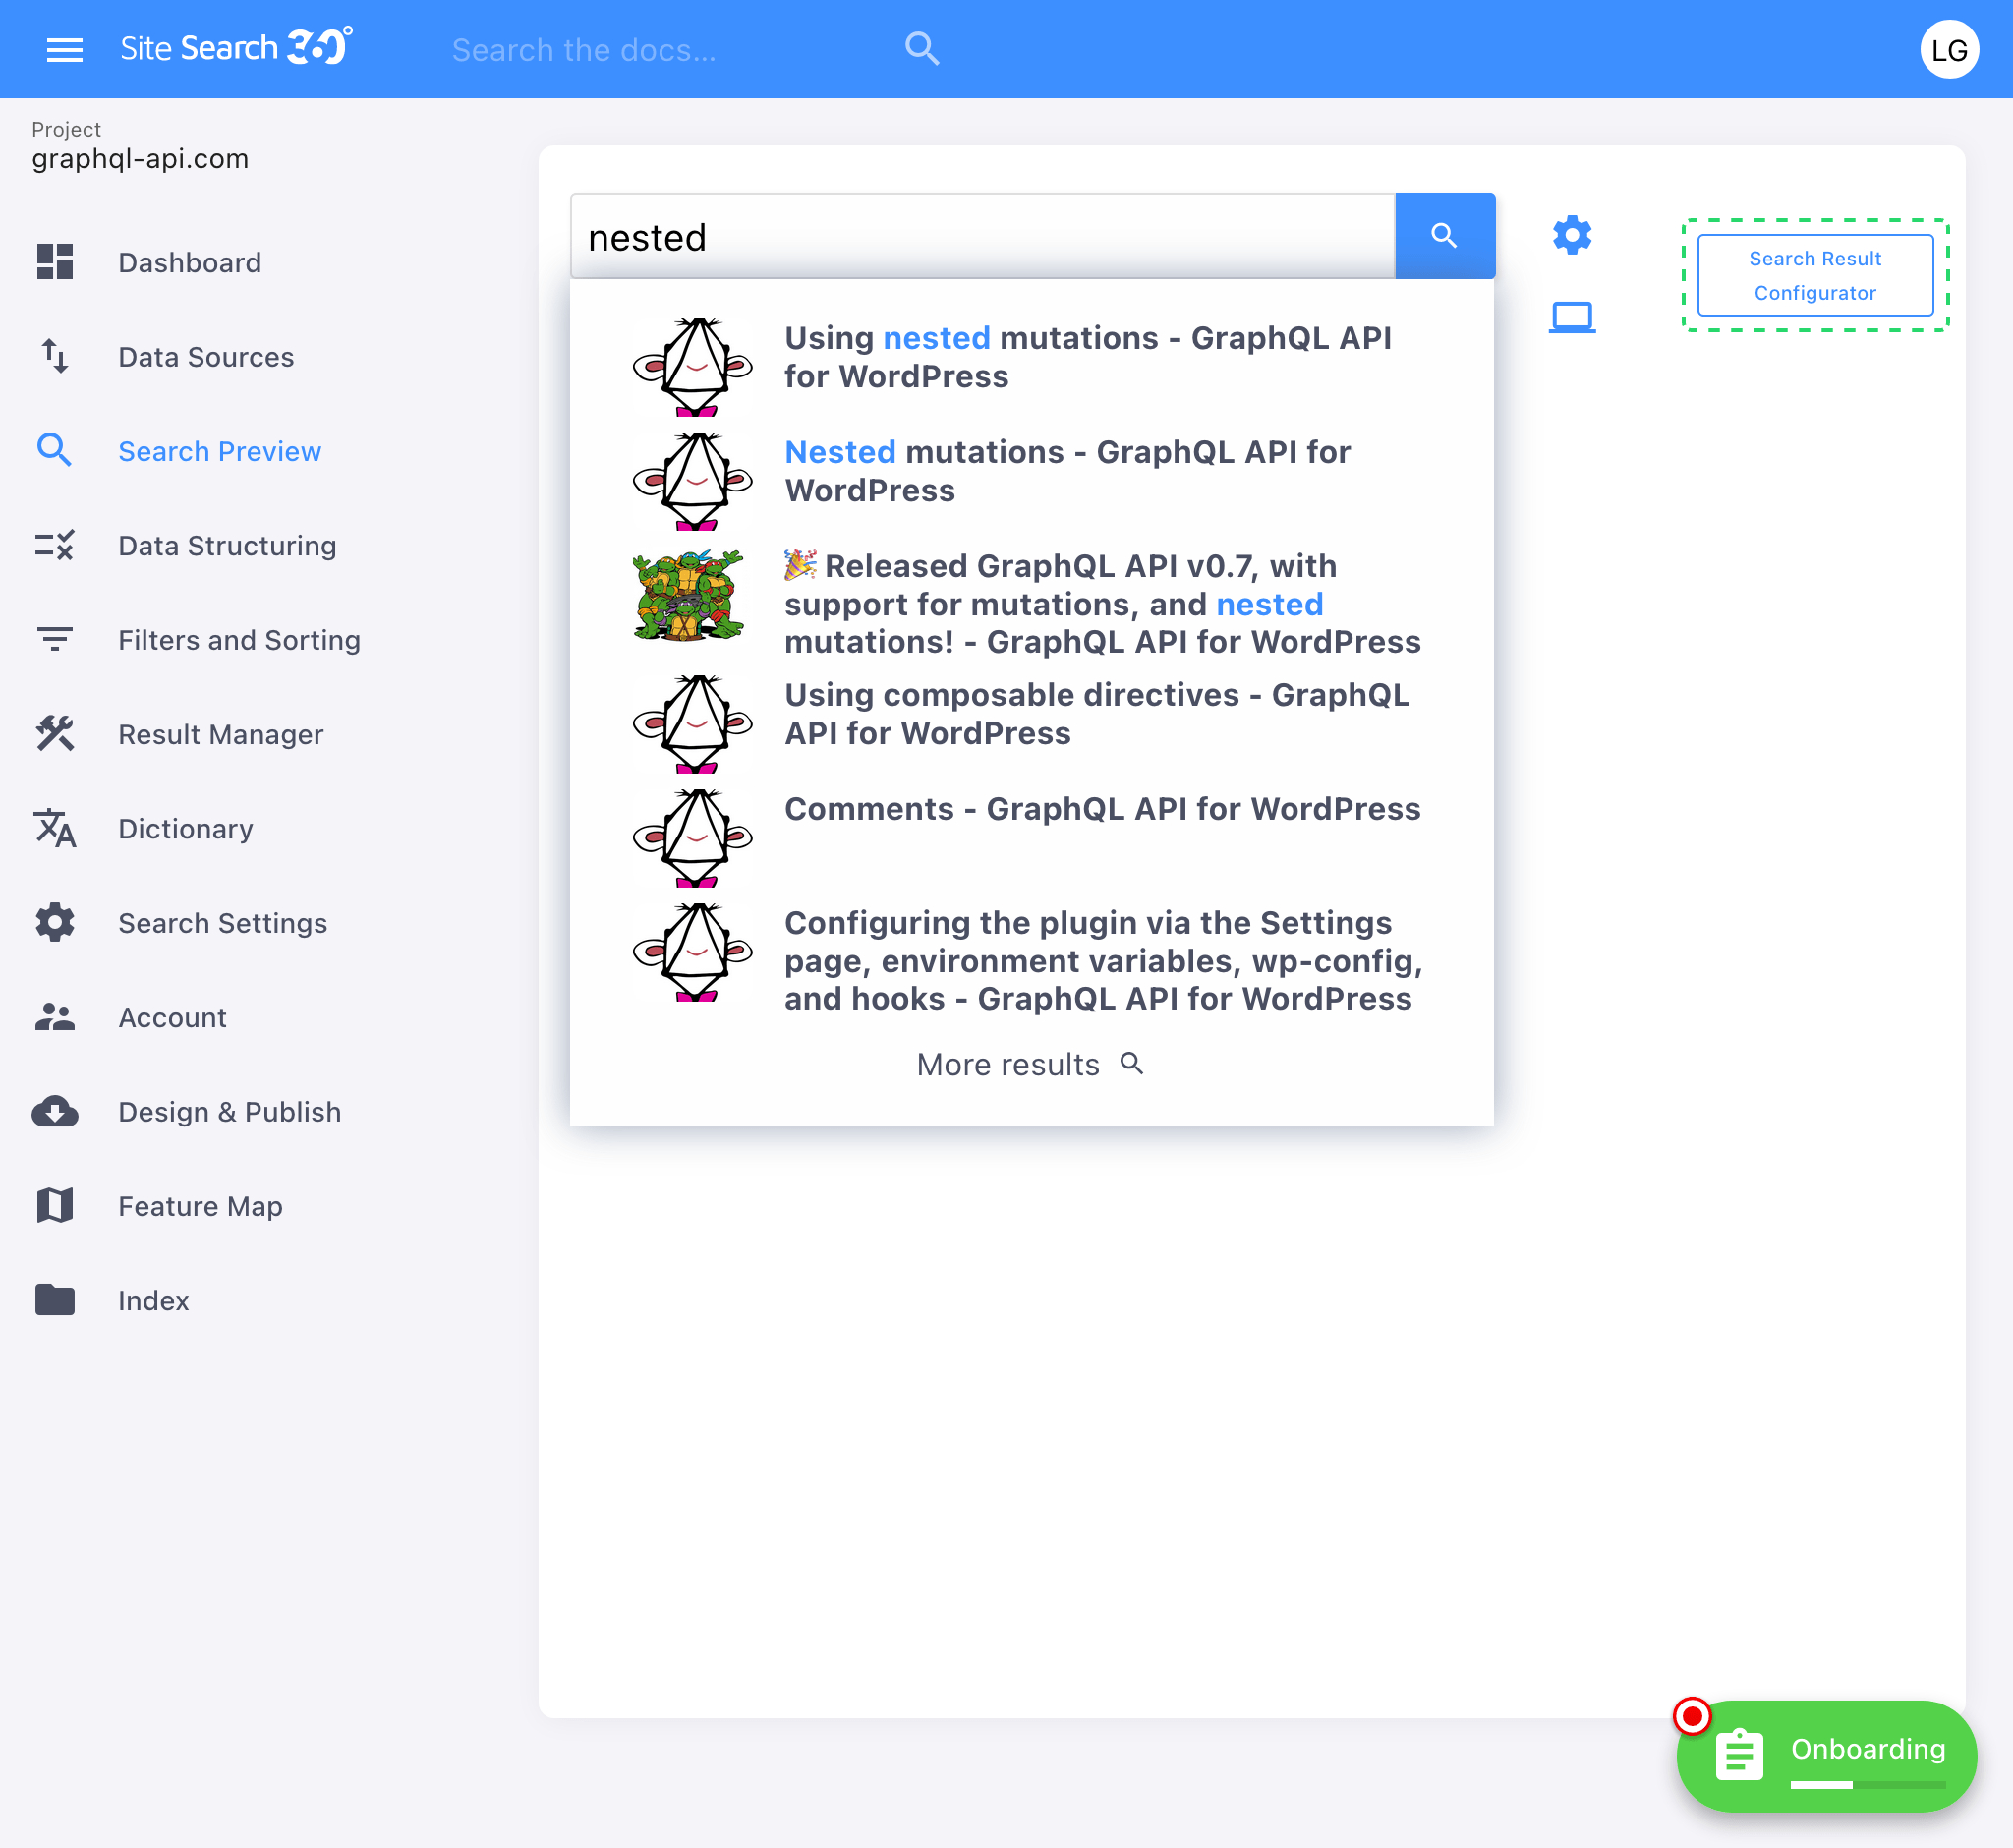 Site Search 360°
Search the docs...
LG
Project
graphql-api.com
Dashboard
Data Sources
Search Preview
Data Structuring
Filters and Sorting
Result Manager
Dictionary
Search Settings
Account
Design & Publish
Feature Map
Index
nested
Search Result
Configurator
Using nested mutations - GraphQL API
for WordPress
Nested mutations - GraphQL API for
WordPress
🎉 Released GraphQL API v0.7, with
support for mutations, and nested
mutations! - GraphQL API for WordPress
Using composable directives - GraphQL
API for WordPress
Comments - GraphQL API for WordPress
Configuring the plugin via the Settings
page, environment variables, wp-config,
and hooks - GraphQL API for WordPress
More results
Onboarding